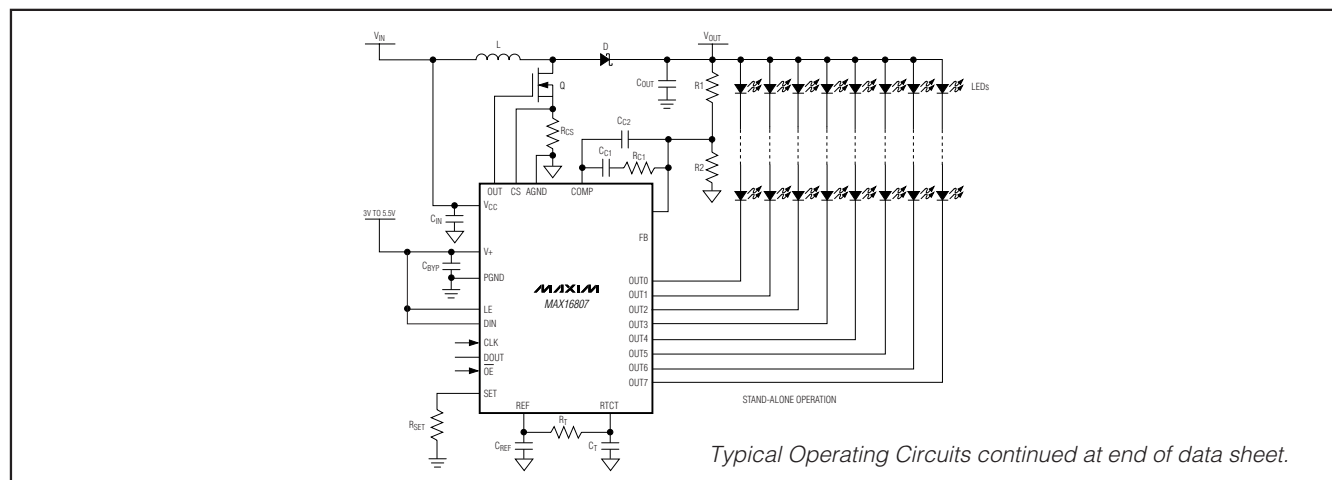 VIN
L
D
VOUT
Q
COUT
R1
LEDs
RCS
CC2
CC1
RC1
R2
OUT
CS
AGND
COMP
VCC
CIN
FB
3V TO 5.5V
V+
CBYP
PGND
MAXIM
MAX16807
LE
DIN
CLK
DOUT
OE
SET
OUT0
OUT1
OUT2
OUT3
OUT4
OUT5
OUT6
OUT7
REF
RTCT
STAND-ALONE OPERATION
RSET
RT
CREF
CT
Typical Operating Circuits continued at end of data sheet.